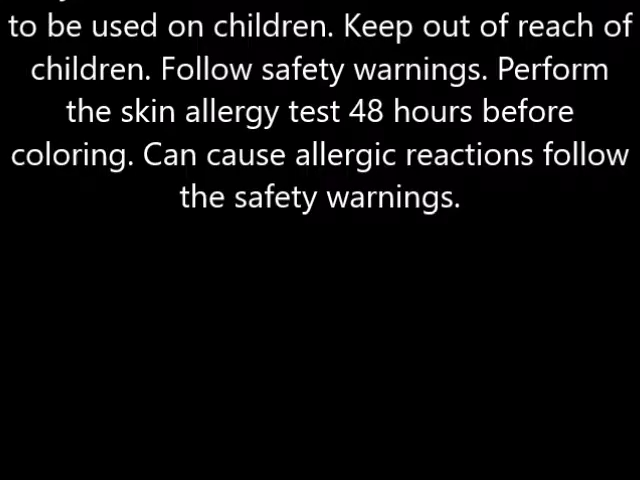 to be used on children. Keep out of reach of
children. Follow safety warnings. Perform
the skin allergy test 48 hours before
coloring. Can cause allergic reactions follow
the safety warnings.